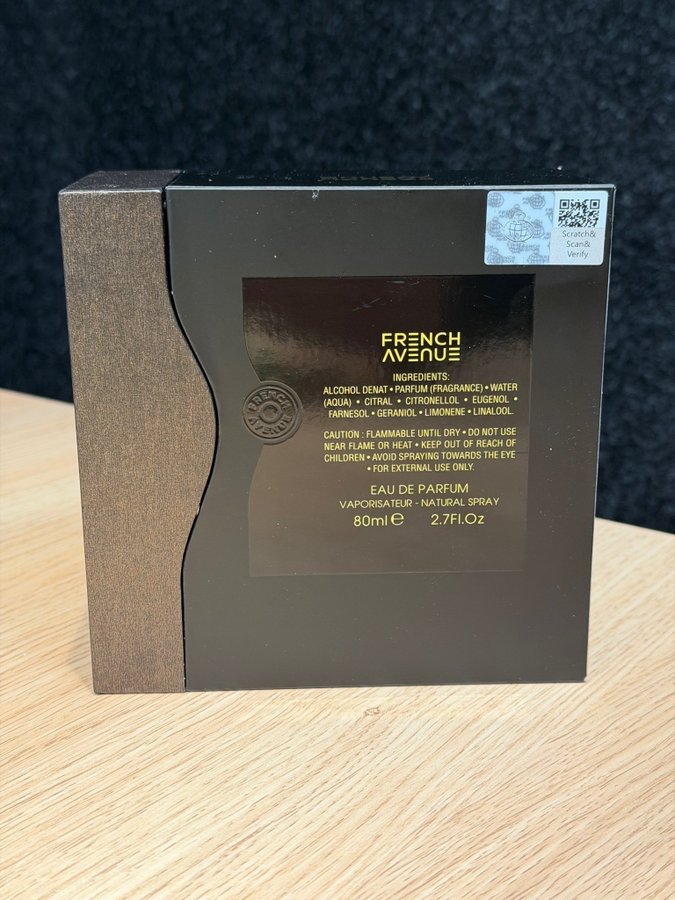 Scratch&
Scan&
Verify
FRENCH
AVENUE
INGREDIENTS:
ALCOHOL DENAT • PARFUM (FRAGRANCE) • WATER
(AQUA) • CITRAL • CITRONELLOL • EUGENOL •
FARNESOL • GERANIOL • LIMONENE • LINALOOL.
CAUTION : FLAMMABLE UNTIL DRY • DO NOT USE
NEAR FLAME OR HEAT • KEEP OUT OF REACH OF
CHILDREN • AVOID SPRAYING TOWARDS THE EYE
• FOR EXTERNAL USE ONLY.
EAU DE PARFUM
VAPORISATEUR - NATURAL SPRAY
80ml e 2.7Fl.Oz
FRENCH
AVENUE